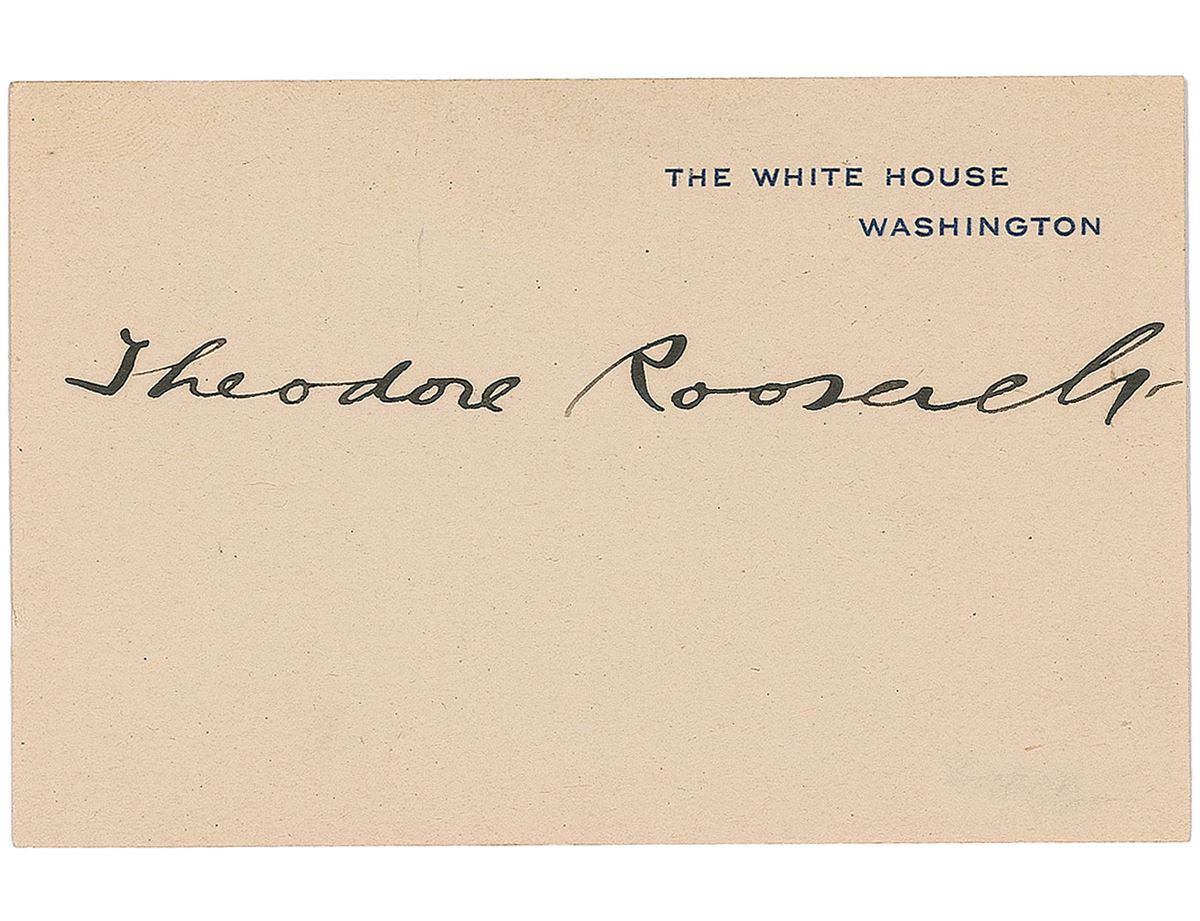 THE WHITE HOUSE
WASHINGTON
Theodore Roosevelt